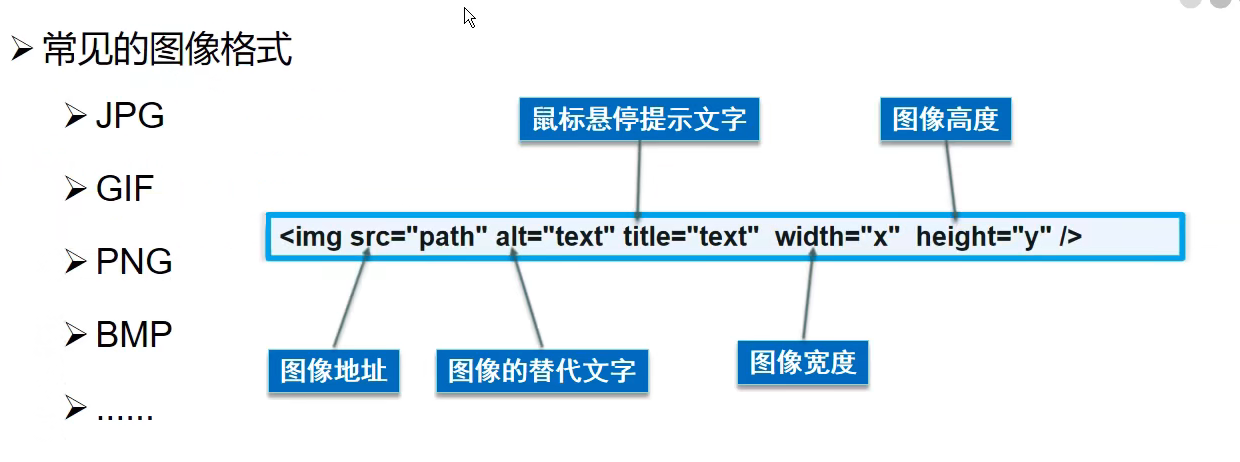 常见的图像格式
JPG
GIF
PNG
BMP
......
鼠标悬停提示文字
图像高度
<img src="path" alt="text" title="text"  width="x"  height="y" />
图像地址
图像的替代文字
图像宽度